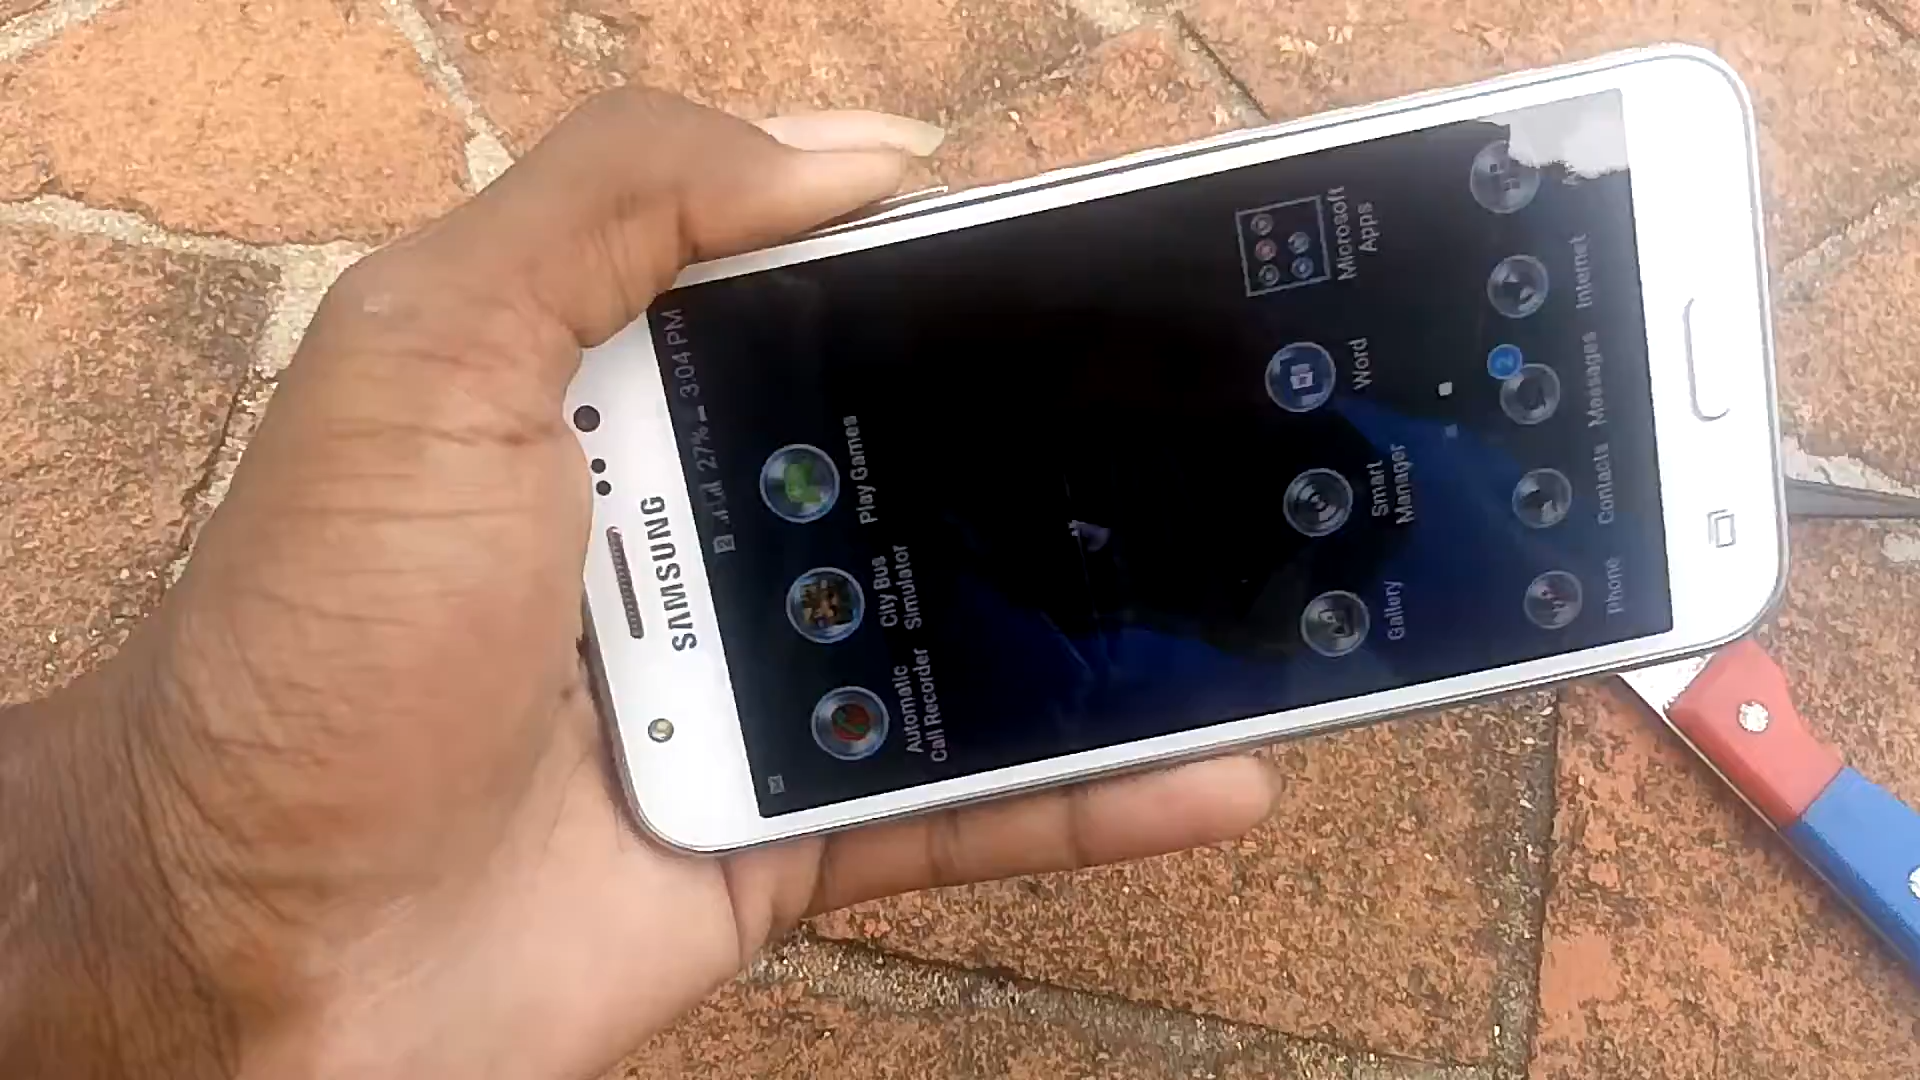 SAMSUNG
2 27% 3:04 PM
Automatic
Call Recorder
City Bus
Simulator
Play Games
Gallery
Smart
Manager
Word
Microsoft
Apps
2
Phone
Contacts
Messages
Internet